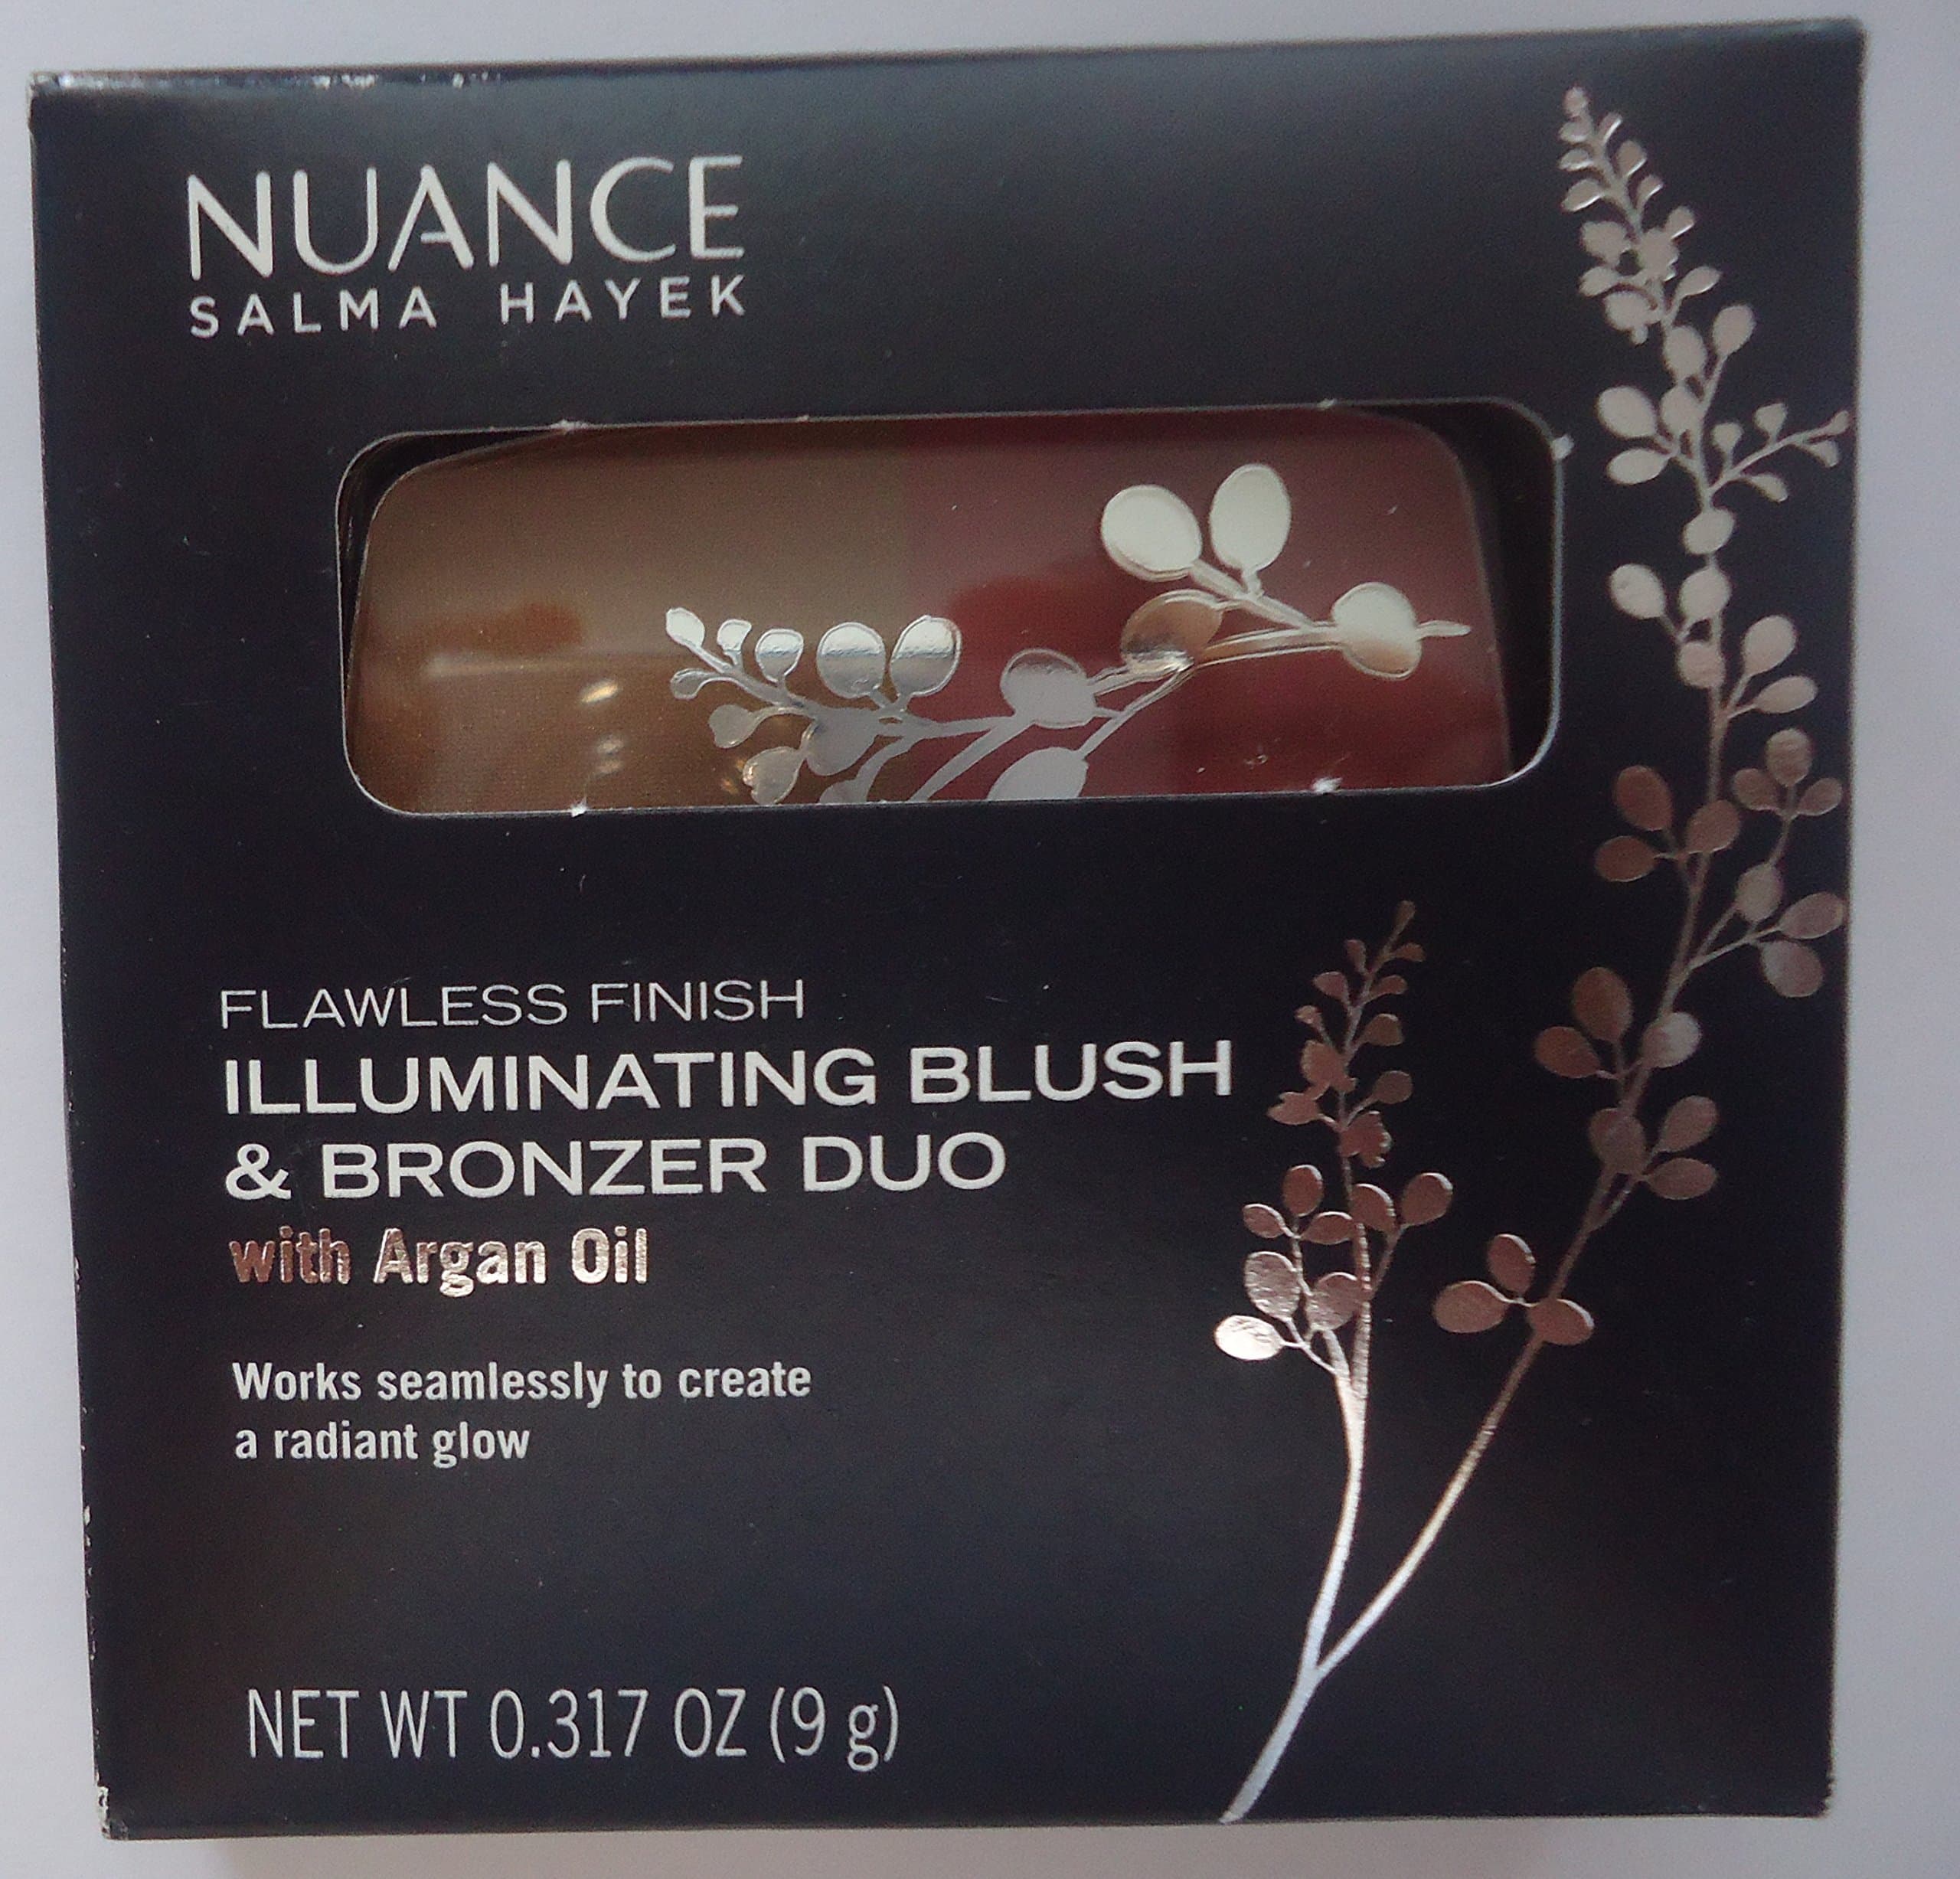 NUANCE
SALMA HAYEK
FLAWLESS FINISH
ILLUMINATING BLUSH
& BRONZER DUO
with Argan Oil
Works seamlessly to create
a radiant glow
NET WT 0.317 OZ (9 g)